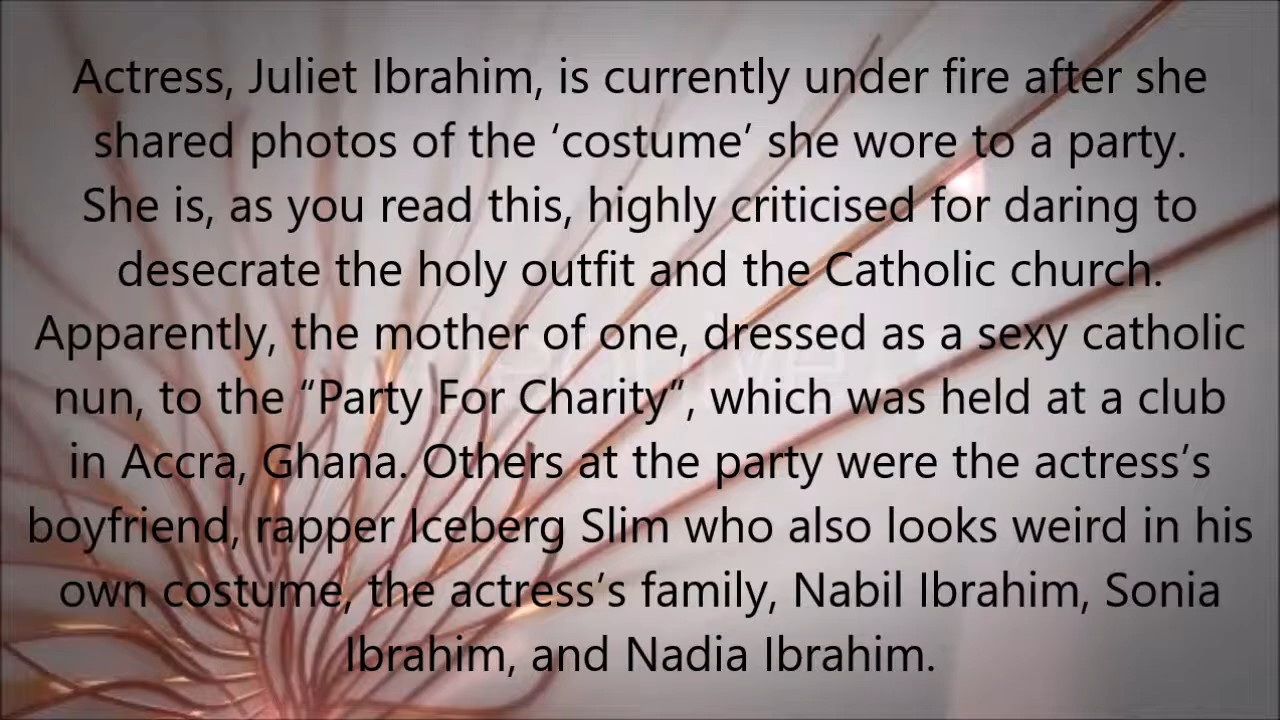 Actress, Juliet Ibrahim, is currently under fire after she
shared photos of the ‘costume’ she wore to a party.
She is, as you read this, highly criticised for daring to
desecrate the holy outfit and the Catholic church.
Apparently, the mother of one, dressed as a sexy catholic
nun, to the “Party For Charity”, which was held at a club
in Accra, Ghana. Others at the party were the actress’s
boyfriend, rapper Iceberg Slim who also looks weird in his
own costume, the actress’s family, Nabil Ibrahim, Sonia
Ibrahim, and Nadia Ibrahim.